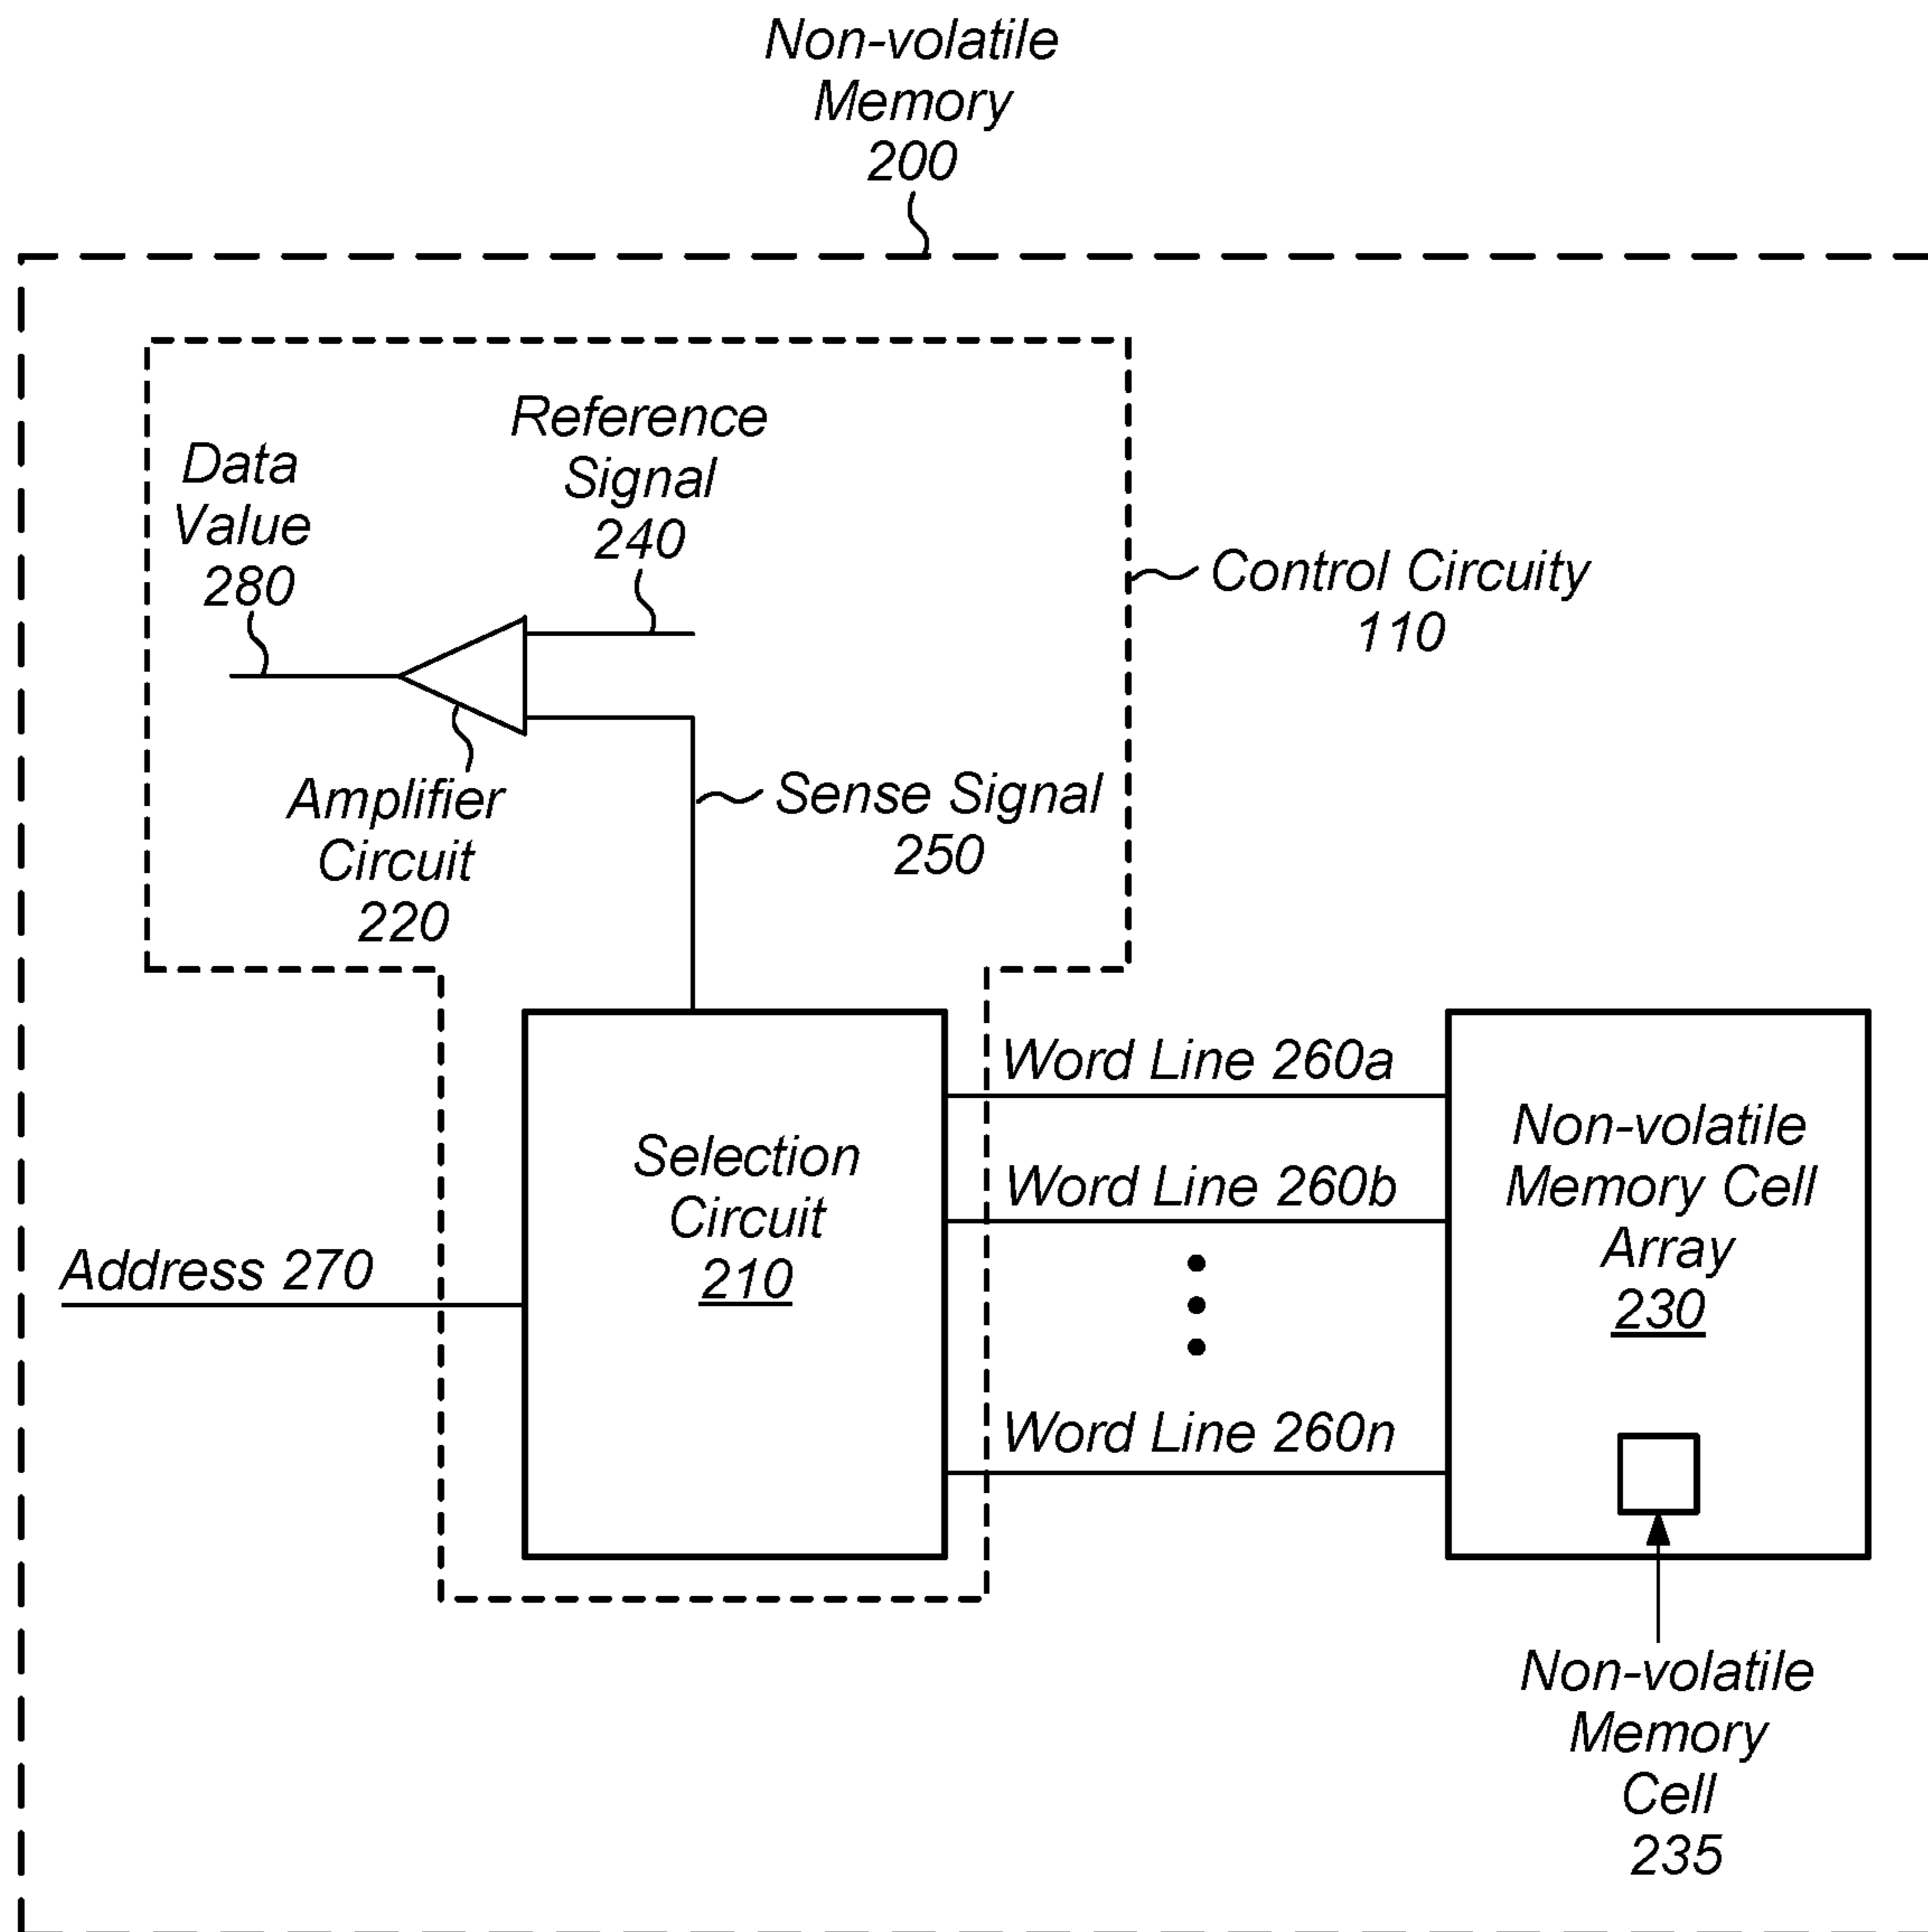 Non-volatile
Memory
200
Reference
Signal
240
Data
Value
280
Control Circuity
110
Amplifier
Circuit
220
Sense Signal
250
Word Line 260a
Word Line 260b
Word Line 260n
Selection
Circuit
210
Address 270
Non-volatile
Memory Cell
Array
230
Non-volatile
Memory
Cell
235